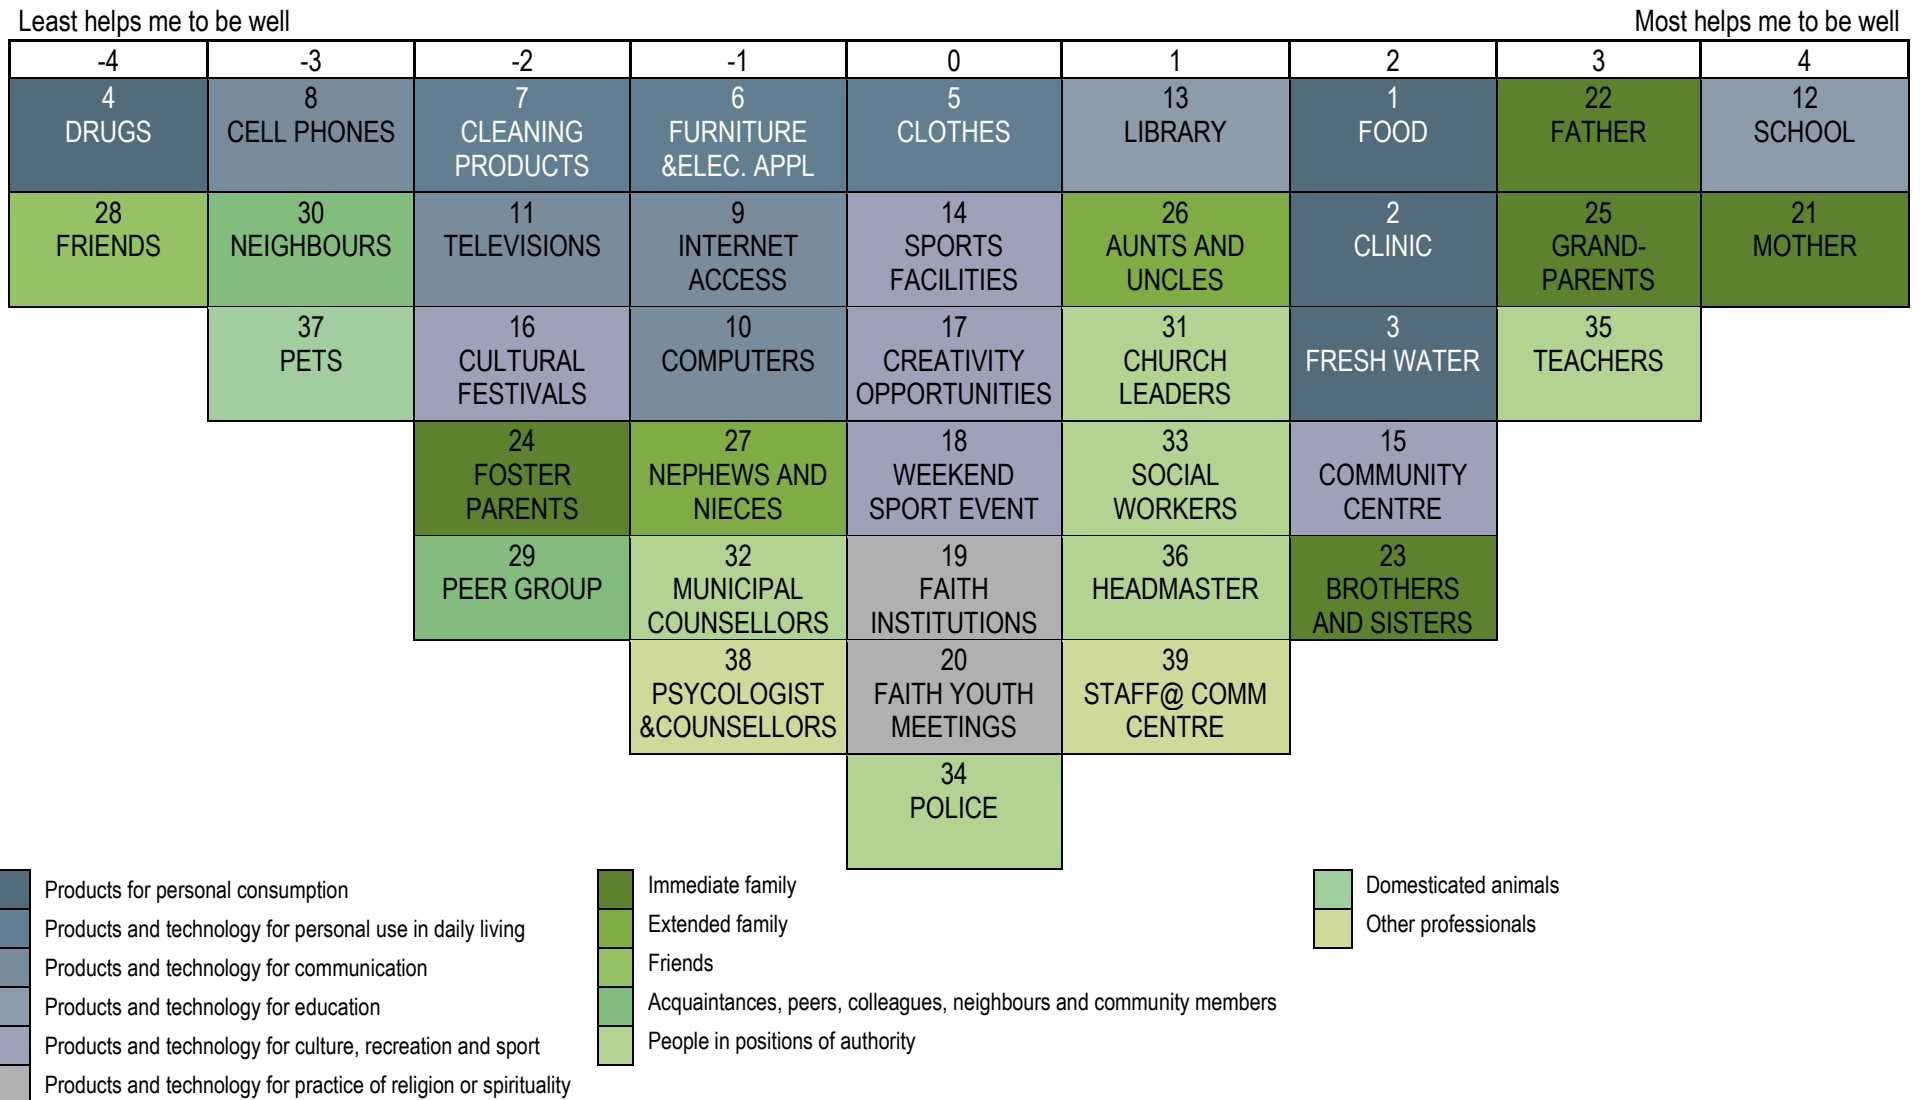 Least helps me to be well
Most helps me to be well
-4 -3 -2 -1 0 1 2 3 4
4
DRUGS
8
CELL PHONES
7
CLEANING
PRODUCTS
6
FURNITURE
&ELEC. APPL
5
CLOTHES
13
LIBRARY
1
FOOD
22
FATHER
12
SCHOOL
28
FRIENDS
30
NEIGHBOURS
11
TELEVISIONS
9
INTERNET
ACCESS
14
SPORTS
FACILITIES
26
AUNTS AND
UNCLES
2
CLINIC
25
GRAND-
PARENTS
21
MOTHER
37
PETS
16
CULTURAL
FESTIVALS
10
COMPUTERS
17
CREATIVITY
OPPORTUNITIES
31
CHURCH
LEADERS
3
FRESH WATER
35
TEACHERS
24
FOSTER
PARENTS
27
NEPHEWS AND
NIECES
18
WEEKEND
SPORT EVENT
33
SOCIAL
WORKERS
15
COMMUNITY
CENTRE
29
PEER GROUP
32
MUNICIPAL
COUNSELLORS
19
FAITH
INSTITUTIONS
36
HEADMASTER
23
BROTHERS
AND SISTERS
38
PSYCOLOGIST
&COUNSELLORS
20
FAITH YOUTH
MEETINGS
39
STAFF@ COMM
CENTRE
34
POLICE
Products for personal consumption
Products and technology for personal use in daily living
Products and technology for communication
Products and technology for education
Products and technology for culture, recreation and sport
Products and technology for practice of religion or spirituality
Immediate family
Extended family
Friends
Acquaintances, peers, colleagues, neighbours and community members
People in positions of authority
Domesticated animals
Other professionals